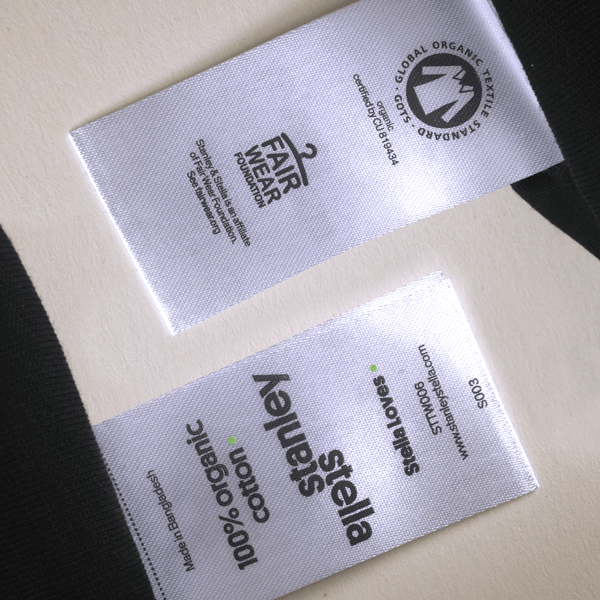 GLOBAL ORGANIC TEXTILE STANDARD · GOTS ·
organic
certified by CU 819434
FAIR
WEAR
FOUNDATION
Stanley & Stella is an affiliate
of Fair Wear Foundation.
See fairwear.org
S003
www.stanleystella.com
STTW006
Stella Loves
stanley
stella
100% organic
cotton
Made in Bangladesh